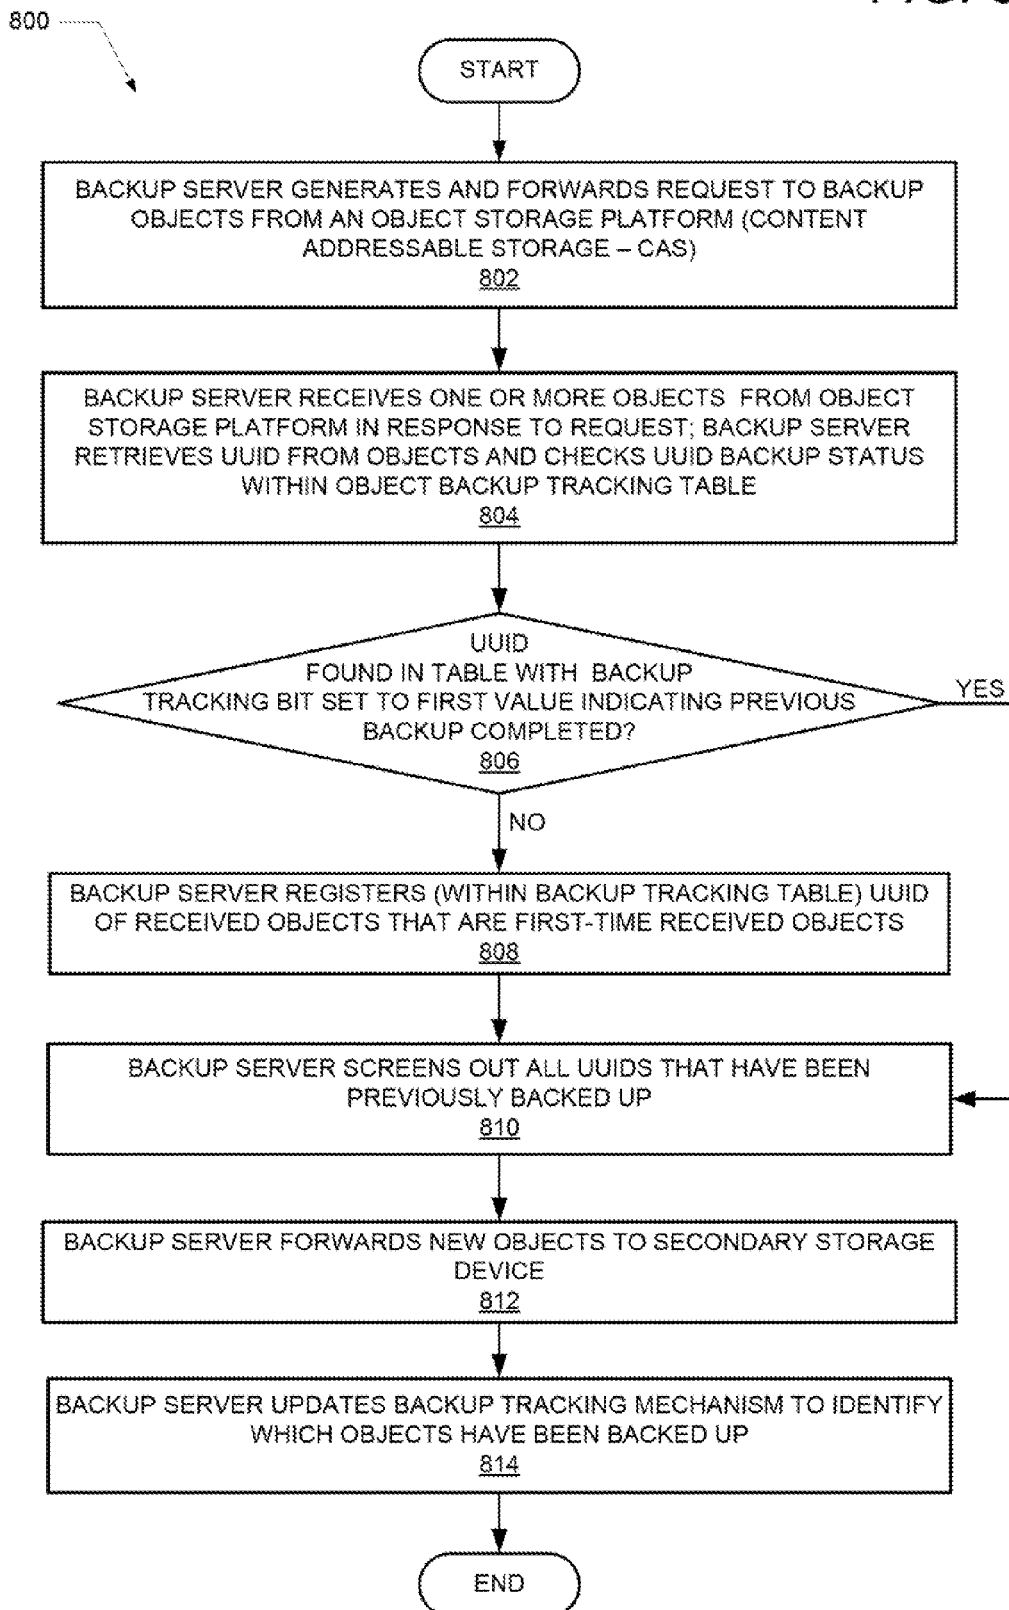 800
START
BACKUP SERVER GENERATES AND FORWARDS REQUEST TO BACKUP
OBJECTS FROM AN OBJECT STORAGE PLATFORM (CONTENT
ADDRESSABLE STORAGE – CAS)
802
BACKUP SERVER RECEIVES ONE OR MORE OBJECTS FROM OBJECT
STORAGE PLATFORM IN RESPONSE TO REQUEST; BACKUP SERVER
RETRIEVES UUID FROM OBJECTS AND CHECKS UUID BACKUP STATUS
WITHIN OBJECT BACKUP TRACKING TABLE
804
UUID
FOUND IN TABLE WITH BACKUP
TRACKING BIT SET TO FIRST VALUE INDICATING PREVIOUS
BACKUP COMPLETED?
806
YES
NO
BACKUP SERVER REGISTERS (WITHIN BACKUP TRACKING TABLE) UUID
OF RECEIVED OBJECTS THAT ARE FIRST-TIME RECEIVED OBJECTS
808
BACKUP SERVER SCREENS OUT ALL UUIDS THAT HAVE BEEN
PREVIOUSLY BACKED UP
810
BACKUP SERVER FORWARDS NEW OBJECTS TO SECONDARY STORAGE
DEVICE
812
BACKUP SERVER UPDATES BACKUP TRACKING MECHANISM TO IDENTIFY
WHICH OBJECTS HAVE BEEN BACKED UP
814
END